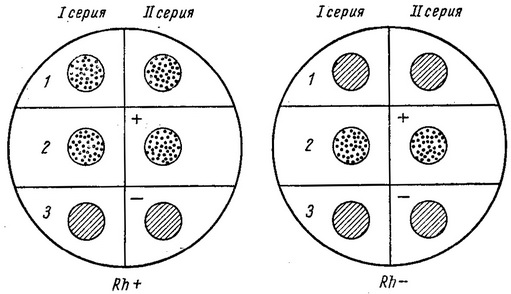 I серия II серия I серия II серия
1 1
+ +
2 2
− −
3 3
Rh+ Rh−